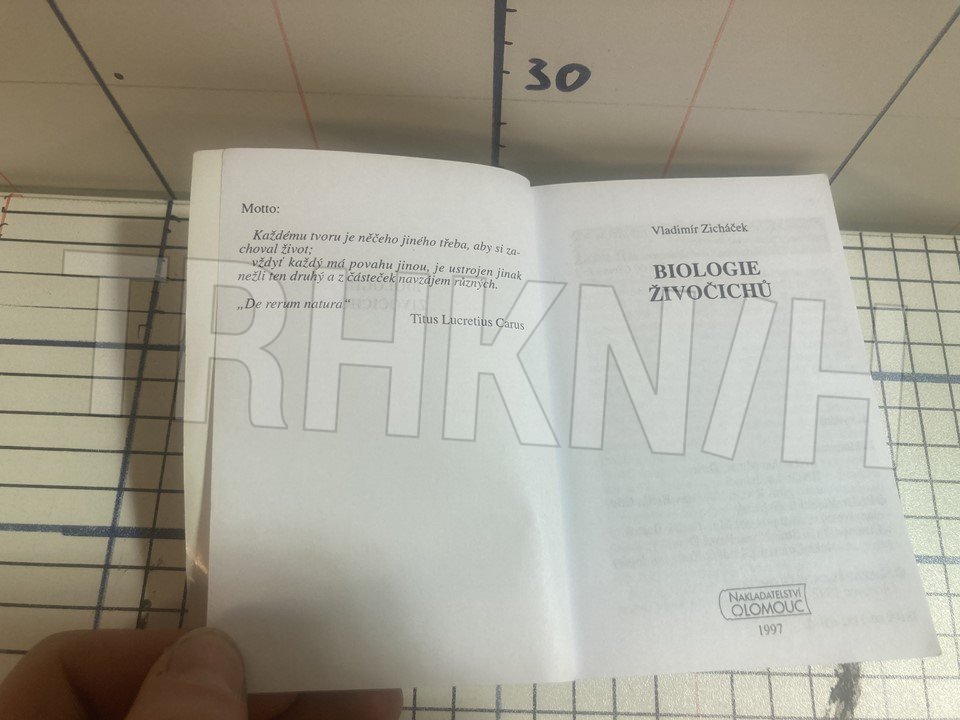 30
Motto:
Každému tvoru je něčeho jiného třeba, aby si za-
choval život;
vždyť každý má povahu jinou, je ustrojen jinak
nežli ten druhý a z částeček navzájem různých.
„De rerum natura.“
Titus Lucretius Carus
Vladimír Zicháček
BIOLOGIE
ŽIVOČICHŮ
NAKLADATELSTVÍ
OLOMOUC
1997
TRHKNIH